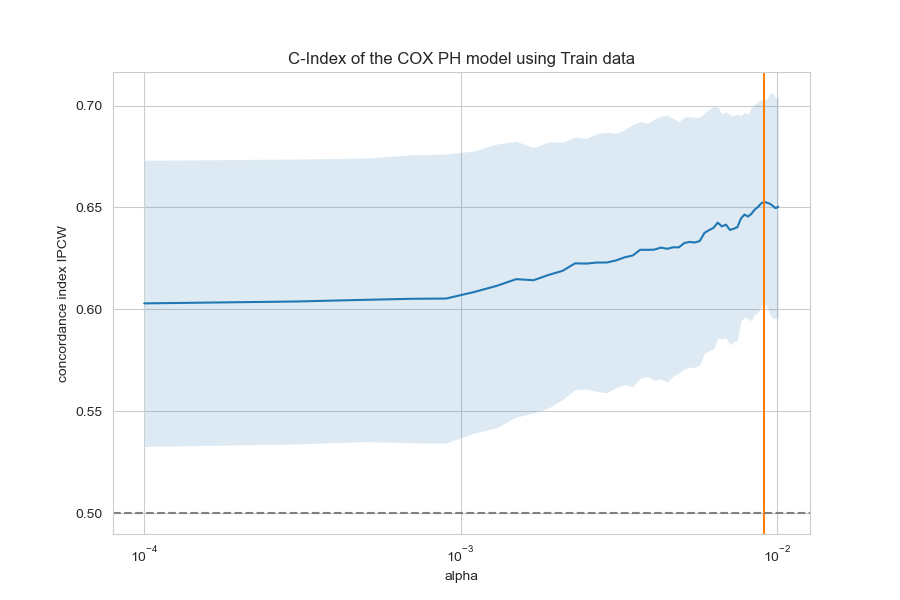 C-Index of the COX PH model using Train data
concordance index IPCW
0.70
0.65
0.60
0.55
0.50
10⁻⁴
10⁻³
10⁻²
alpha